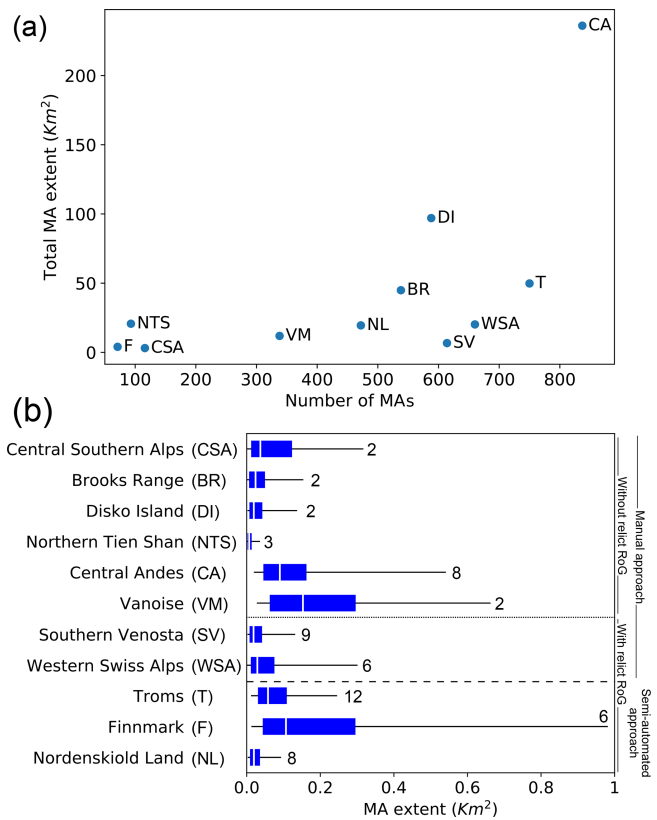 (a)
Total MA extent (Km²)
200
150
100
50
0
CA
DI
BR
T
NTS
F
CSA
VM
NL
WSA
SV
100 200 300 400 500 600 700 800
Number of MAs
(b)
Central Southern Alps (CSA) 2
Brooks Range (BR) 2
Disko Island (DI) 2
Northern Tien Shan (NTS) 3
Central Andes (CA) 8
Vanoise (VM) 2
Southern Venosta (SV) 9
Western Swiss Alps (WSA) 6
Troms (T) 12
Finnmark (F) 6
Nordenskiold Land (NL) 8
0.0 0.2 0.4 0.6 0.8 1
MA extent (Km²)
Without relict RoG
With relict RoG
Manual approach
Semi-automated
approach